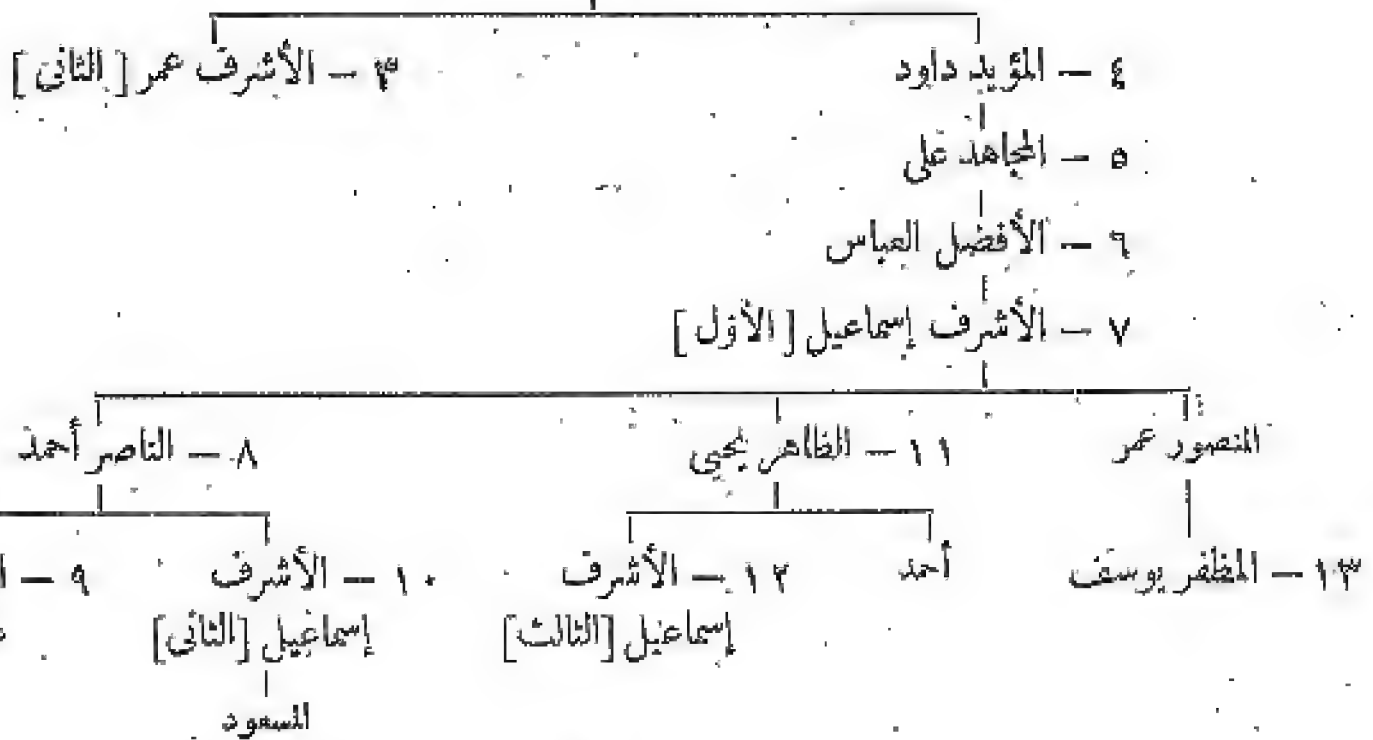 ٤ – المؤيد داود
٣ – الأشرف عمر [الثانى]
٥ – المجاهد على
٦ – الأفضل العباس
٧ – الأشرف إسماعيل [الأول]
المنصور عمر
١١ – الظاهر يحيى
٨ – الناصر أحمد
١٣ – المظفر يوسف
أحمد
١٢ – الأشرف
إسماعيل [الثالث]
١٠ – الأشرف
إسماعيل [الثانى]
٩ –
المسعود